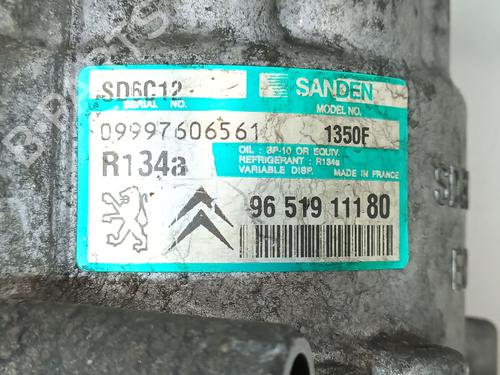 SD6C12 SANDEN
SERIAL NO. MODEL NO.
09997606561 1350F
R134a
OIL : SP-10 OR EQUIV.
REFRIGERANT : R134a
VARIABLE DISP. MADE IN FRANCE
96 519 111 80